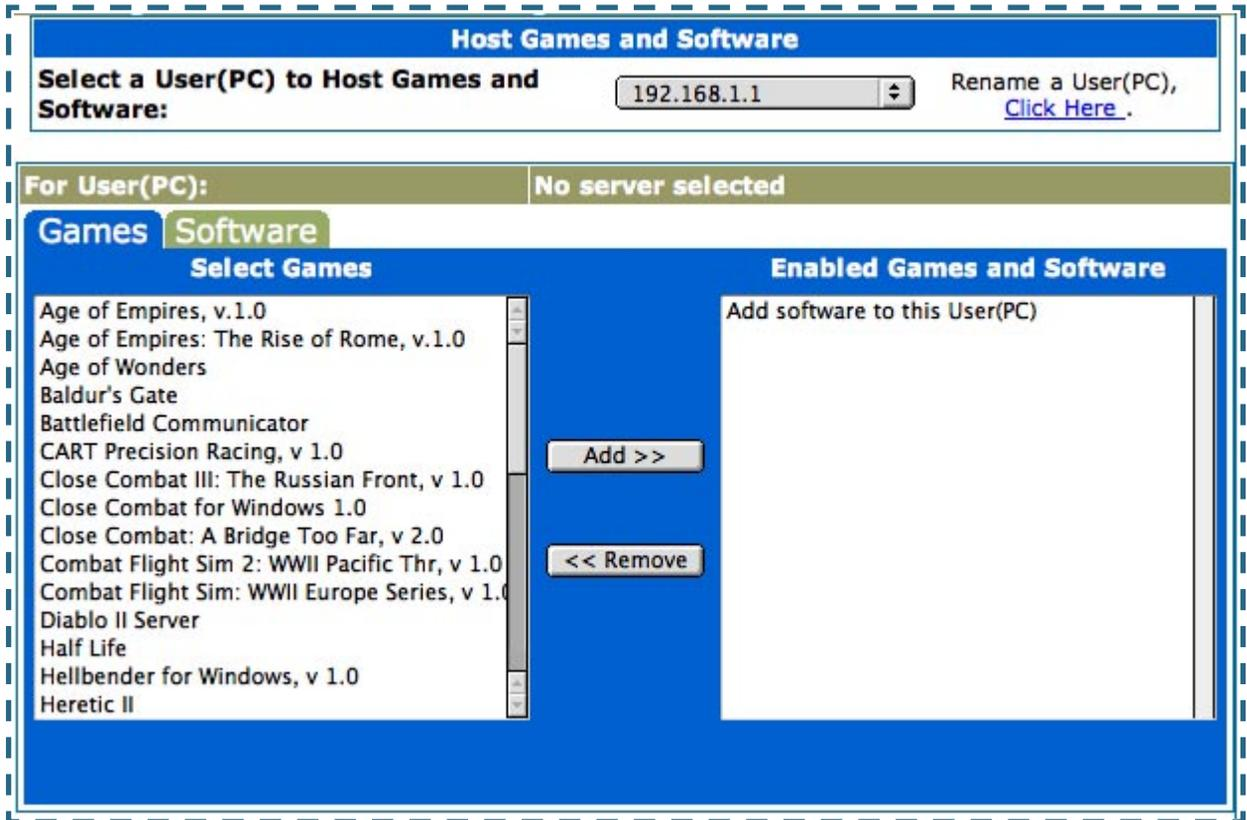 Host Games and Software
Select a User(PC) to Host Games and
Software:
192.168.1.1
Rename a User(PC),
Click Here .
For User(PC):
No server selected
Games
Software
Select Games
Enabled Games and Software
Age of Empires, v.1.0
Age of Empires: The Rise of Rome, v.1.0
Age of Wonders
Baldur's Gate
Battlefield Communicator
CART Precision Racing, v 1.0
Close Combat III: The Russian Front, v 1.0
Close Combat for Windows 1.0
Close Combat: A Bridge Too Far, v 2.0
Combat Flight Sim 2: WWII Pacific Thr, v 1.0
Combat Flight Sim: WWII Europe Series, v 1.0
Diablo II Server
Half Life
Hellbender for Windows, v 1.0
Heretic II
Add >>
<< Remove
Add software to this User(PC)